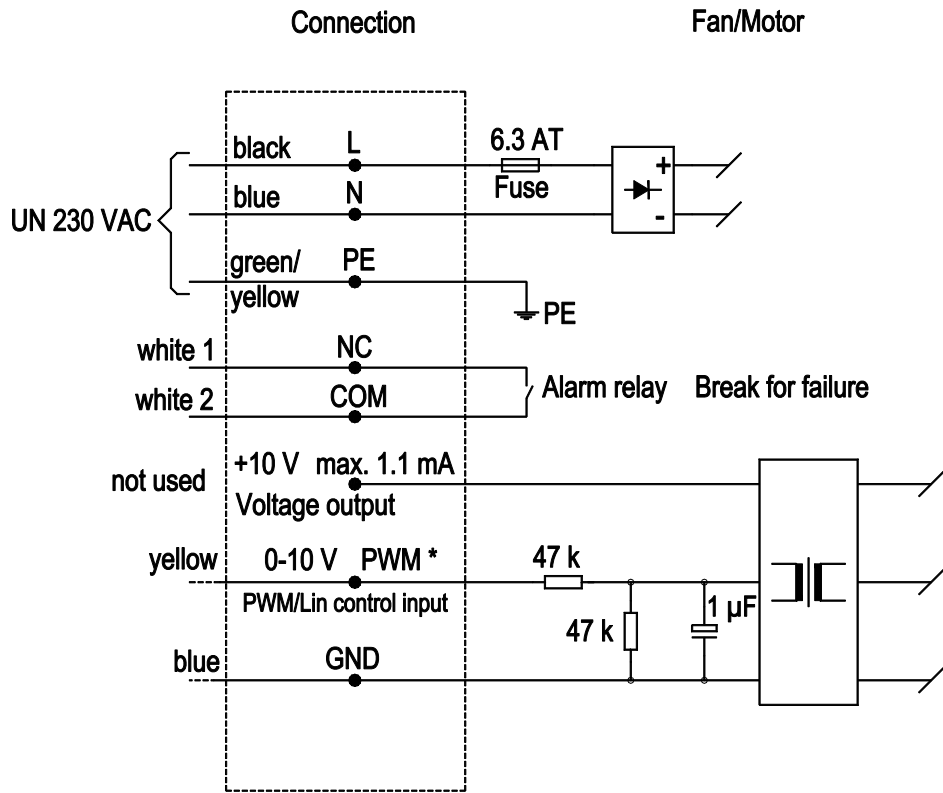 Connection
Fan/Motor
black
L
6.3 AT
Fuse
+
-
blue
N
UN 230 VAC
green/
yellow
PE
PE
white 1
NC
white 2
COM
Alarm relay
Break for failure
not used
+10 V max. 1.1 mA
Voltage output
yellow
0-10 V PWM *
PWM/Lin control input
47 k
47 k
1 µF
blue
GND